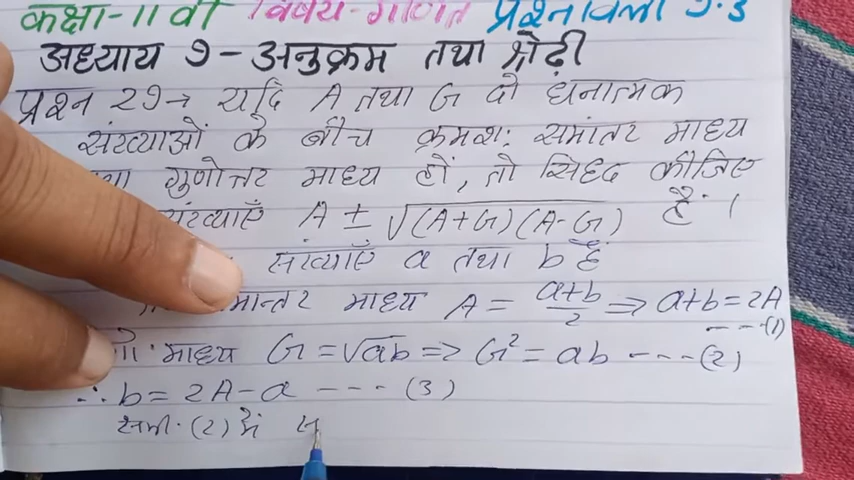 कक्षा-11 वी विषय-गणित प्रश्नावली 9.3
अध्याय 9 - अनुक्रम तथा श्रेढ़ी
प्रश्न 29→ यदि A तथा G दो धनात्मक
संख्याओं के बीच क्रमश: समांतर माध्य
गुणोत्तर माध्य हों, तो सिध्द कीजिए
संख्याएँ A ± √(A+G)(A-G) हैं ।
संख्याएँ a तथा b हैं
माध्य A = a+b/2 ⇒ a+b = 2A ---(1)
माध्य G = √ab ⇒ G² = ab ---(2)
∴ b = 2A - a --- (3)
समी. (2) में